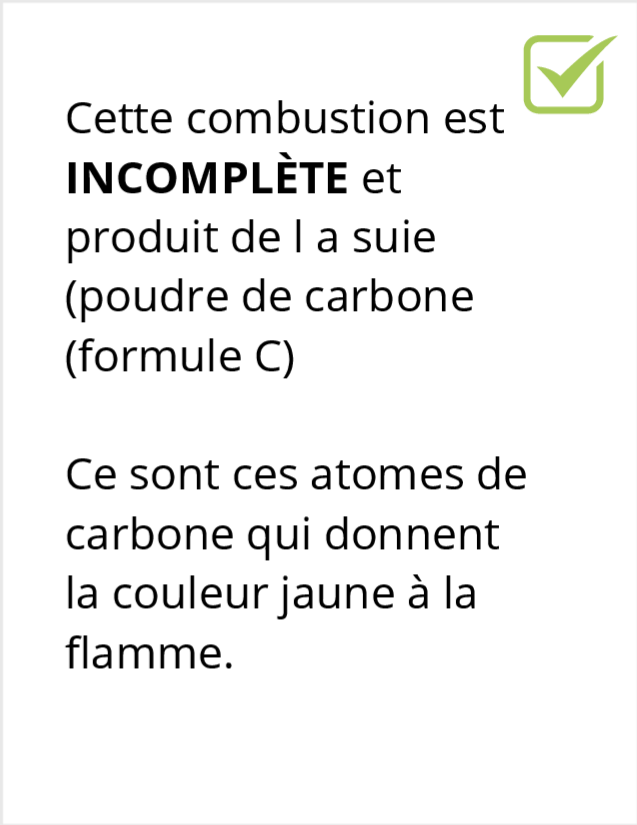 Cette combustion est
INCOMPLÈTE et
produit de l a suie
(poudre de carbone
(formule C)
Ce sont ces atomes de
carbone qui donnent
la couleur jaune à la
flamme.